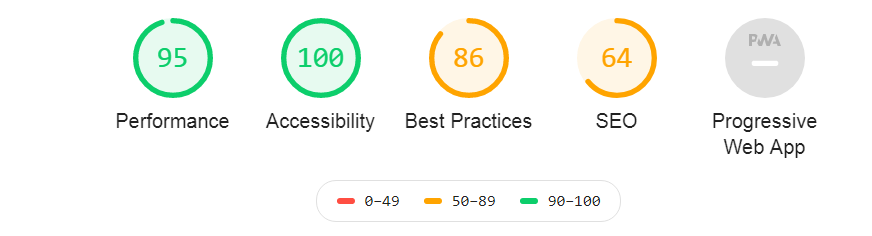 95 100 86 64 PWA
Performance Accessibility Best Practices SEO Progressive
Web App
0–49 50–89 90–100